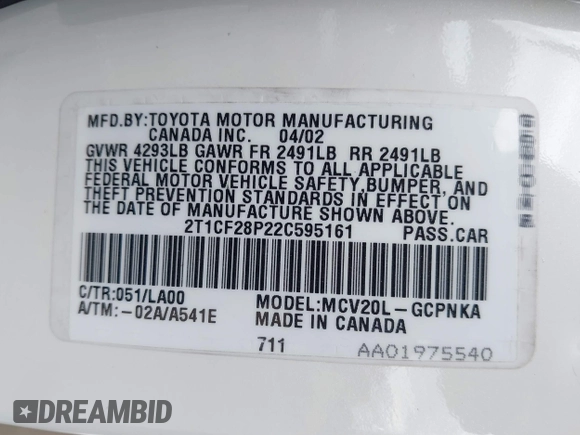 MFD.BY:TOYOTA MOTOR MANUFACTURING
CANADA INC. 04/02
GVWR 4293LB GAWR FR 2491LB RR 2491LB
THIS VEHICLE CONFORMS TO ALL APPLICABLE
FEDERAL MOTOR VEHICLE SAFETY,BUMPER, AND
THEFT PREVENTION STANDARDS IN EFFECT ON
THE DATE OF MANUFACTURE SHOWN ABOVE.
2T1CF28P22C595161 PASS.CAR
C/TR:051/LA00 MODEL:MCV20L-GCPNKA
A/TM:-02A/A541E MADE IN CANADA
711 AA01975540
DREAMBID